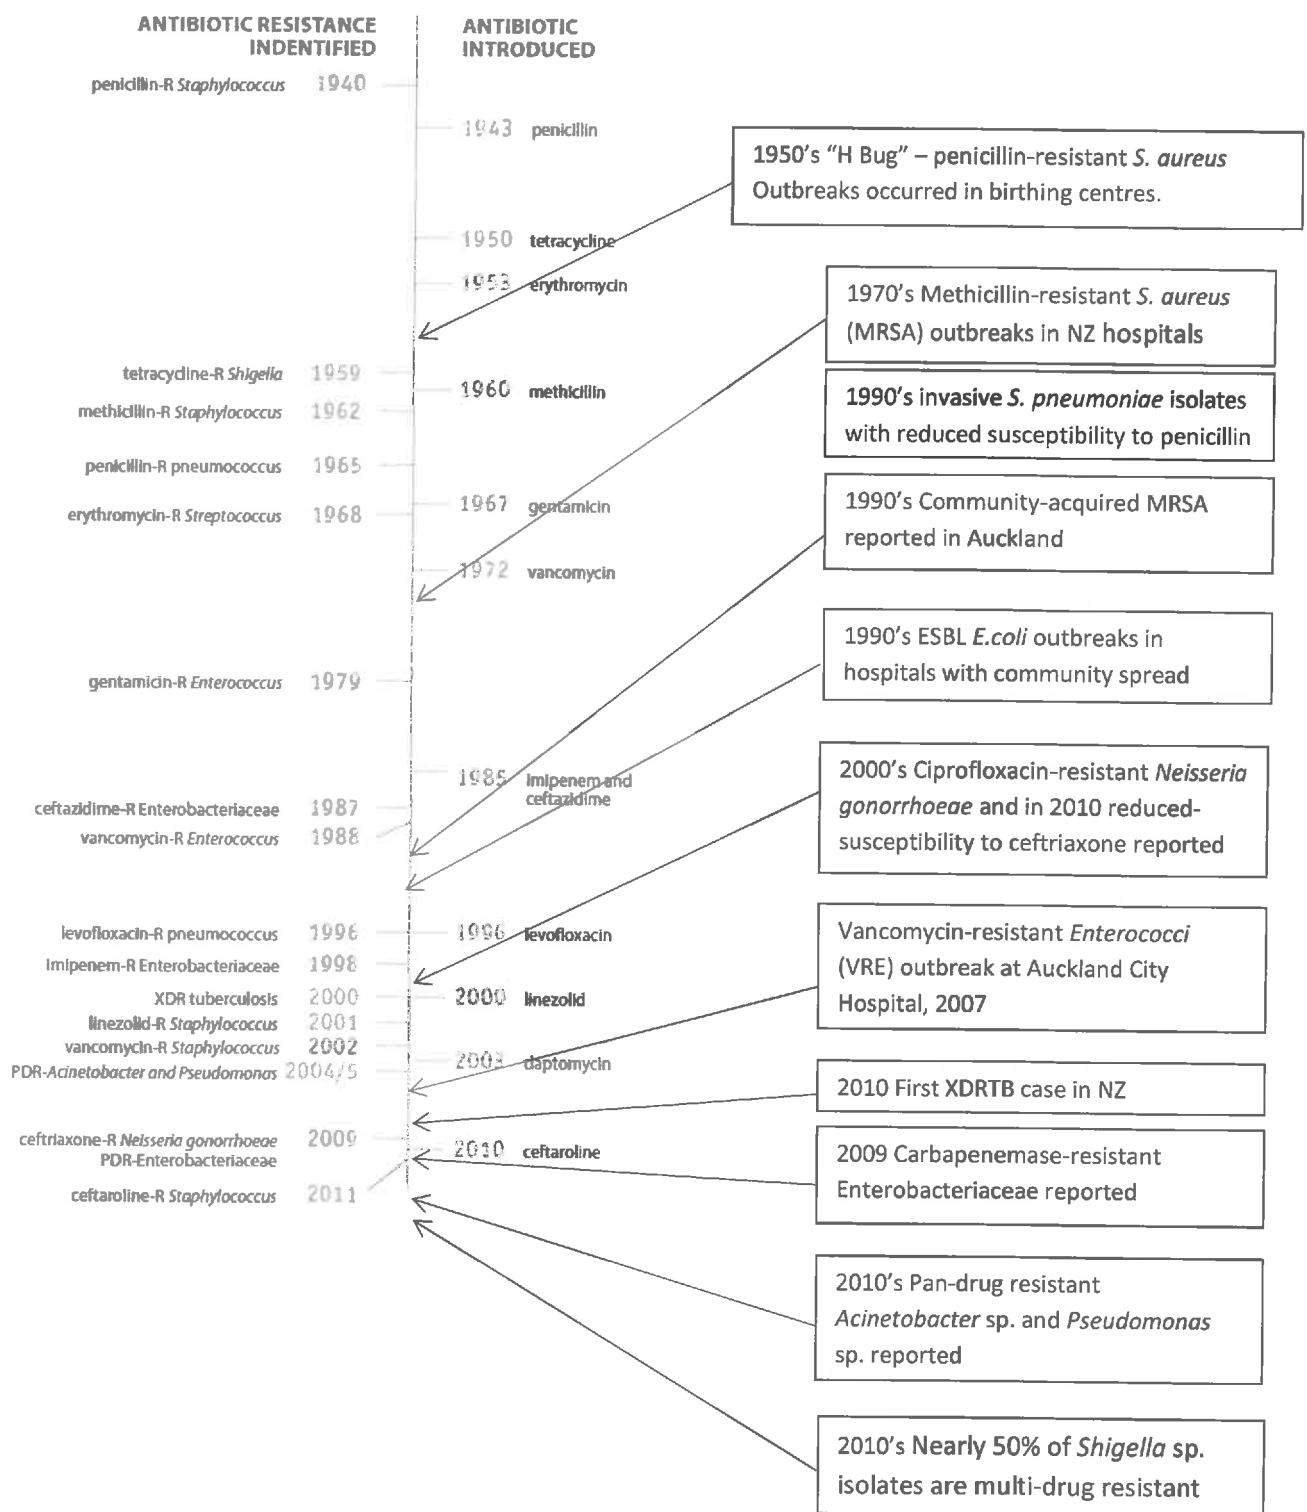 ANTIBIOTIC RESISTANCE
INDENTIFIED
ANTIBIOTIC
INTRODUCED
penicillin-R Staphylococcus 1940
1943 penicillin
1950 tetracycline
1953 erythromycin
tetracycline-R Shigella 1959
1960 methicillin
methicillin-R Staphylococcus 1962
penicillin-R pneumococcus 1965
1967 gentamicin
erythromycin-R Streptococcus 1968
1972 vancomycin
gentamicin-R Enterococcus 1979
1985 imipenem and
ceftazidime
ceftazidime-R Enterobacteriaceae 1987
vancomycin-R Enterococcus 1988
levofloxacin-R pneumococcus 1996
1996 levofloxacin
imipenem-R Enterobacteriaceae 1998
XDR tuberculosis 2000
2000 linezolid
linezolid-R Staphylococcus 2001
vancomycin-R Staphylococcus 2002
2003 daptomycin
PDR-Acinetobacter and Pseudomonas 2004/5
ceftriaxone-R Neisseria gonorrhoeae 2009
PDR-Enterobacteriaceae
2010 ceftaroline
ceftaroline-R Staphylococcus 2011
1950's “H Bug” – penicillin-resistant S. aureus
Outbreaks occurred in birthing centres.
1970's Methicillin-resistant S. aureus
(MRSA) outbreaks in NZ hospitals
1990's invasive S. pneumoniae isolates
with reduced susceptibility to penicillin
1990's Community-acquired MRSA
reported in Auckland
1990's ESBL E.coli outbreaks in
hospitals with community spread
2000's Ciprofloxacin-resistant Neisseria
gonorrhoeae and in 2010 reduced-
susceptibility to ceftriaxone reported
Vancomycin-resistant Enterococci
(VRE) outbreak at Auckland City
Hospital, 2007
2010 First XDRTB case in NZ
2009 Carbapenemase-resistant
Enterobacteriaceae reported
2010's Pan-drug resistant
Acinetobacter sp. and Pseudomonas
sp. reported
2010's Nearly 50% of Shigella sp.
isolates are multi-drug resistant